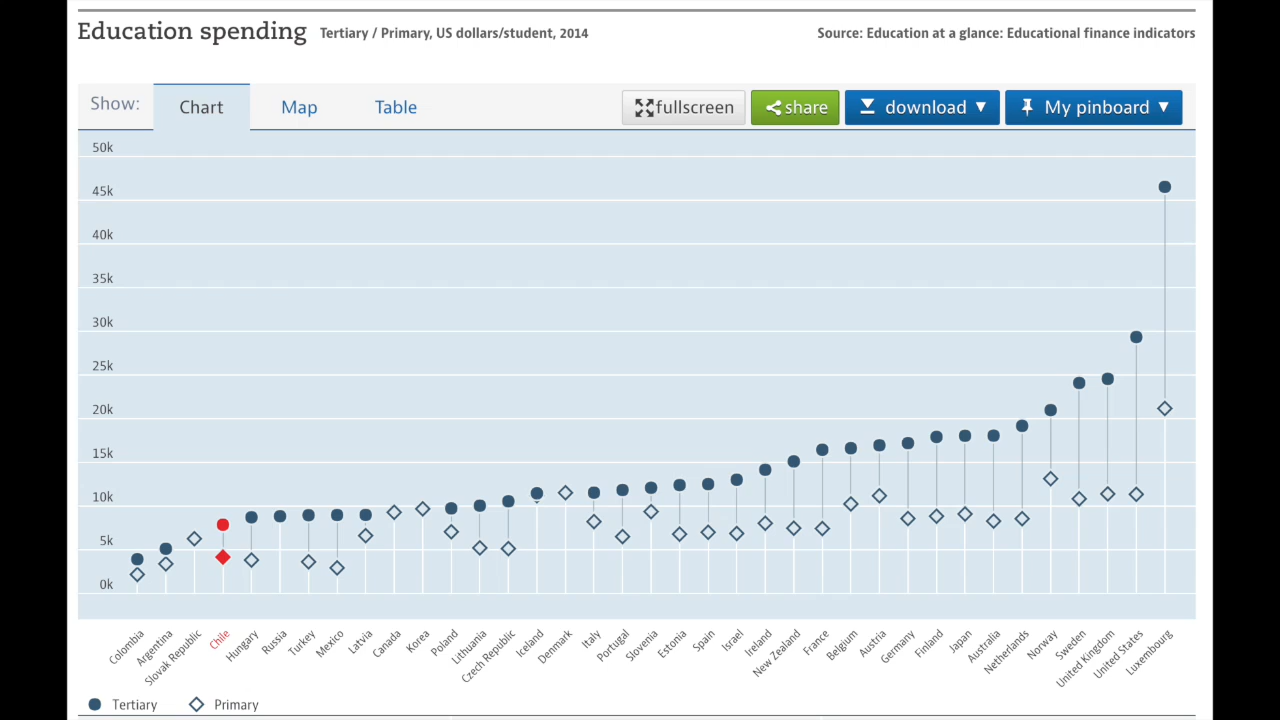 Education spending Tertiary / Primary, US dollars/student, 2014 Source: Education at a glance: Educational finance indicators
Show: Chart Map Table fullscreen share download ▼ My pinboard ▼
50k
45k
40k
35k
30k
25k
20k
15k
10k
5k
0k
Colombia
Argentina
Slovak Republic
Chile
Hungary
Russia
Turkey
Mexico
Latvia
Canada
Korea
Poland
Lithuania
Czech Republic
Iceland
Denmark
Italy
Portugal
Slovenia
Estonia
Spain
Israel
Ireland
New Zealand
France
Belgium
Austria
Germany
Finland
Japan
Australia
Netherlands
Norway
Sweden
United Kingdom
United States
Luxembourg
Tertiary Primary